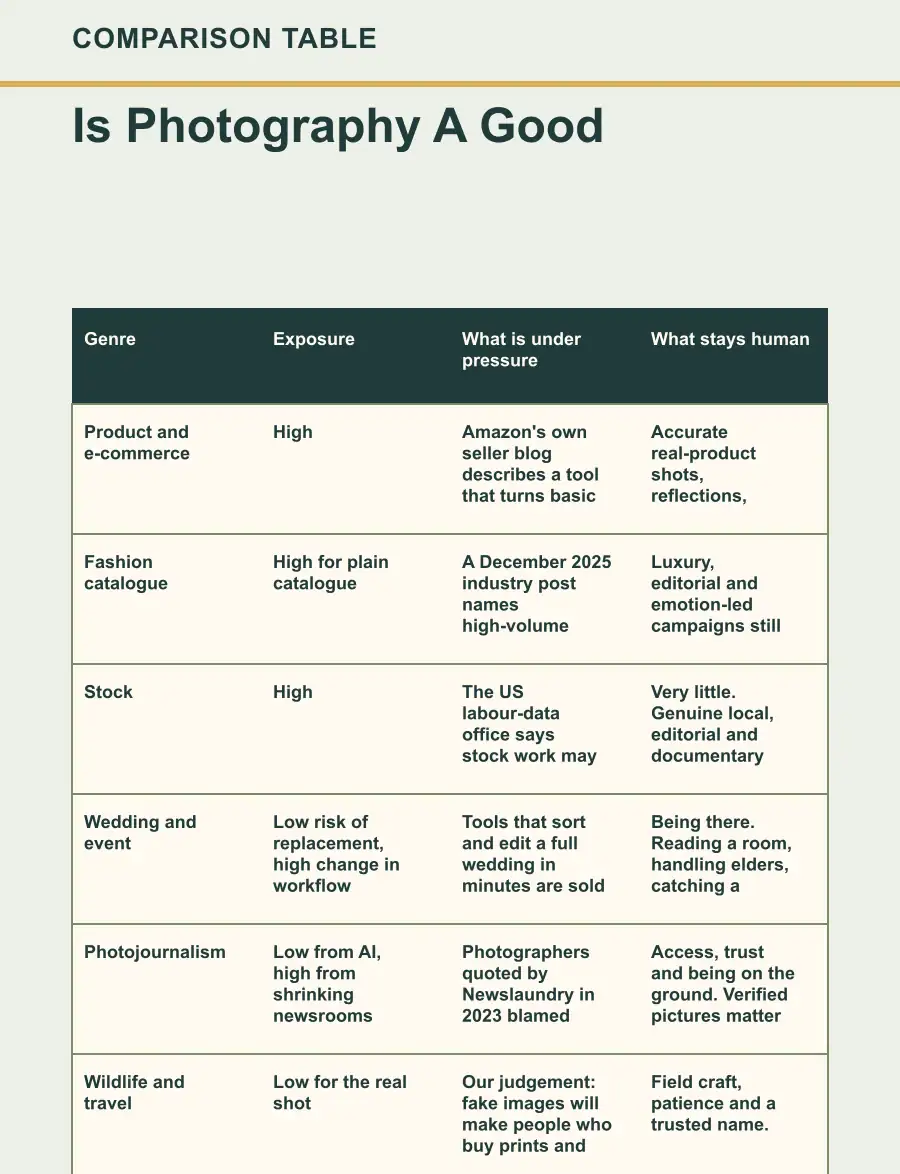 COMPARISON TABLE
Is Photography A Good
Genre
Exposure
What is under
pressure
What stays human
Product and
e-commerce
High
Amazon's own
seller blog
describes a tool
that turns basic
Accurate
real-product
shots,
reflections,
Fashion
catalogue
High for plain
catalogue
A December 2025
industry post
names
high-volume
Luxury,
editorial and
emotion-led
campaigns still
Stock
High
The US
labour-data
office says
stock work may
Very little.
Genuine local,
editorial and
documentary
Wedding and
event
Low risk of
replacement,
high change in
workflow
Tools that sort
and edit a full
wedding in
minutes are sold
Being there.
Reading a room,
handling elders,
catching a
Photojournalism
Low from AI,
high from
shrinking
newsrooms
Photographers
quoted by
Newslaundry in
2023 blamed
Access, trust
and being on the
ground. Verified
pictures matter
Wildlife and
travel
Low for the real
shot
Our judgement:
fake images will
make people who
buy prints and
Field craft,
patience and a
trusted name.